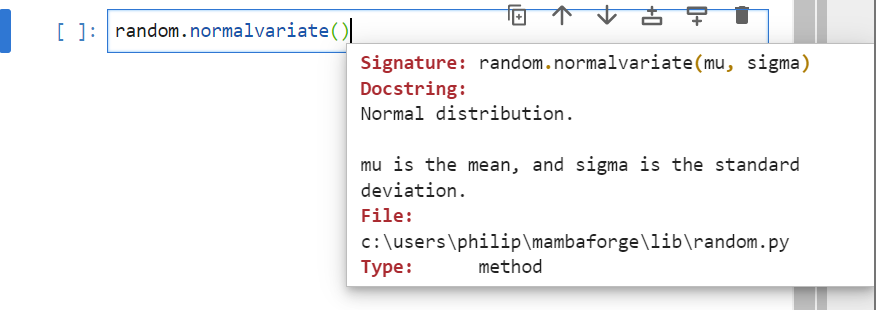 [ ]: random.normalvariate()
Signature: random.normalvariate(mu, sigma)
Docstring:
Normal distribution.
mu is the mean, and sigma is the standard
deviation.
File:
c:\users\philip\mambaforge\lib\random.py
Type: method